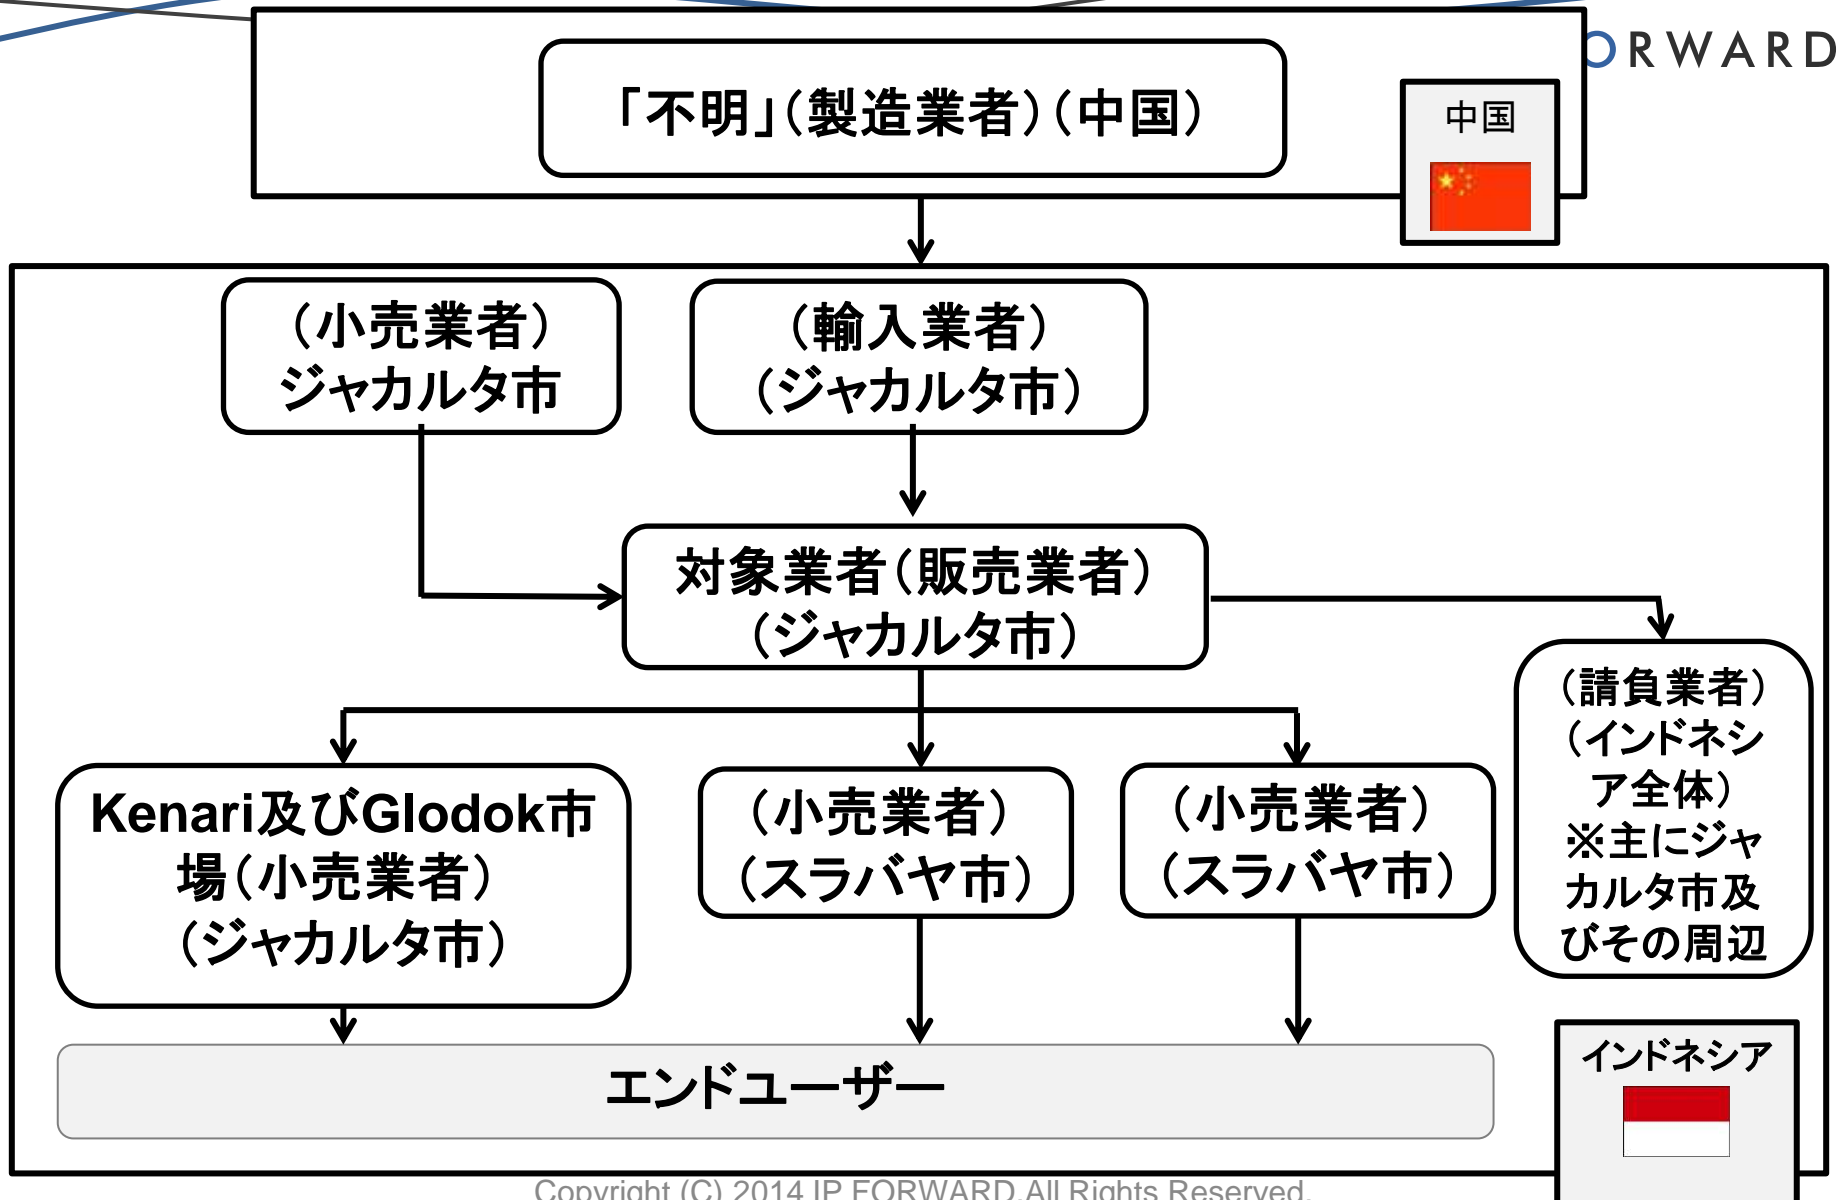 ORWARD
「不明」（製造業者）（中国）
中国
（小売業者）
ジャカルタ市
（輸入業者）
（ジャカルタ市）
対象業者（販売業者）
（ジャカルタ市）
Kenari及びGlodok市
場（小売業者）
（ジャカルタ市）
（小売業者）
（スラバヤ市）
（小売業者）
（スラバヤ市）
（請負業者）
（インドネシ
ア全体）
※主にジャ
カルタ市及
びその周辺
エンドユーザー
インドネシア
Copyright (C) 2014 IP FORWARD.All Rights Reserved.